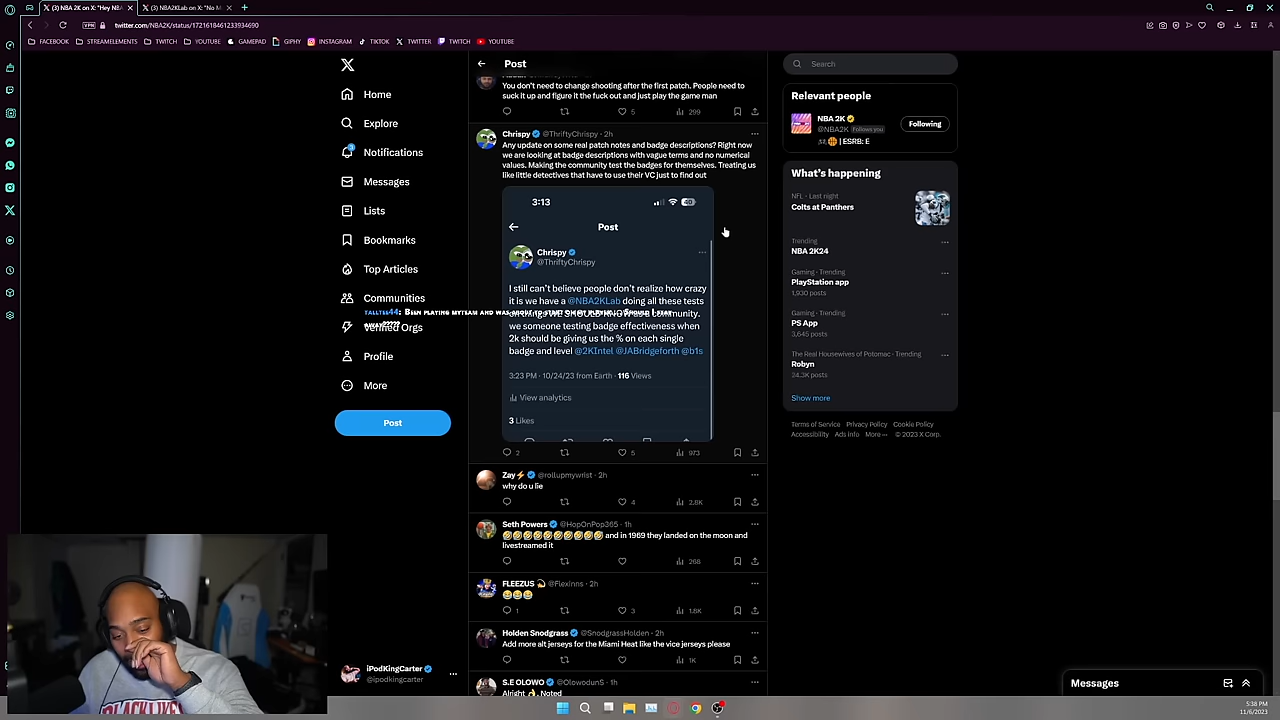 (3) NBA 2K on X: "Hey NBA
(3) NBA2KLab on X: "No M
VPN
twitter.com/NBA2K/status/1721618461233934690
FACEBOOK
STREAMELEMENTS
TWITCH
YOUTUBE
GAMEPAD
GIPHY
INSTAGRAM
TIKTOK
TWITTER
TWITCH
YOUTUBE
Home
Explore
Notifications
Messages
Lists
Bookmarks
Top Articles
Communities
Verified Orgs
Profile
More
Post
iPodKingCarter
@ipodkingcarter
Post
You don't need to change shooting after the first patch. People need to
suck it up and figure it the fuck out and just play the game man
5
299
Chrispy @ThriftyChrispy · 2h
Any update on some real patch notes and badge descriptions? Right now
we are looking at badge descriptions with vague terms and no numerical
values. Making the community test the badges for themselves. Treating us
like little detectives that have to use their VC just to find out
3:13
40
Post
Chrispy
@ThriftyChrispy
I still can't believe people don't realize how crazy
it is we have a @NBA2KLab doing all these tests
community.
we someone testing badge effectiveness when
2k should be giving us the % on each single
badge and level @2KIntel @JABridgeforth @b1s
3:23 PM · 10/24/23 from Earth · 116 Views
View analytics
3 Likes
2
5
973
Zay @rollupmywrist · 2h
why do u lie
4
2.8K
Seth Powers @HopOnPop365 · 1h
and in 1969 they landed on the moon and
livestreamed it
268
FLEEZUS @Flexinns · 2h
1
3
1.8K
Holden Snodgrass @SnodgrassHolden · 2h
Add more alt jerseys for the Miami Heat like the vice jerseys please
1K
S.E OLOWO @OlowodunS · 1h
Alright Noted
Search
Relevant people
NBA 2K
@NBA2K Follows you
| ESRB: E
Following
What's happening
NFL · Last night
Colts at Panthers
Trending
NBA 2K24
Gaming · Trending
PlayStation app
1,930 posts
Gaming · Trending
PS App
3,645 posts
The Real Housewives of Potomac · Trending
Robyn
24.3K posts
Show more
Terms of Service Privacy Policy Cookie Policy
Accessibility Ads info More ··· © 2023 X Corp.
Messages
5:38 PM
11/6/2023